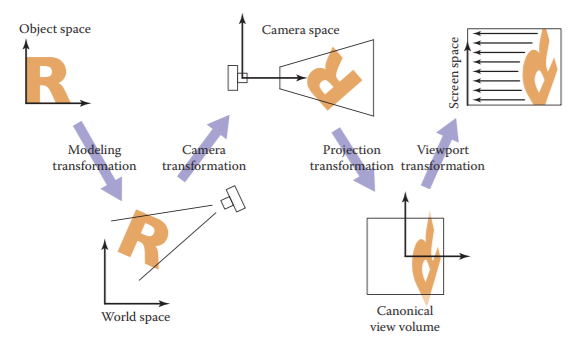 Object space
R
Modeling
transformation
R
World space
Camera
transformation
Camera space
R
Projection
transformation
R
Canonical
view volume
Viewport
transformation
Screen space
R